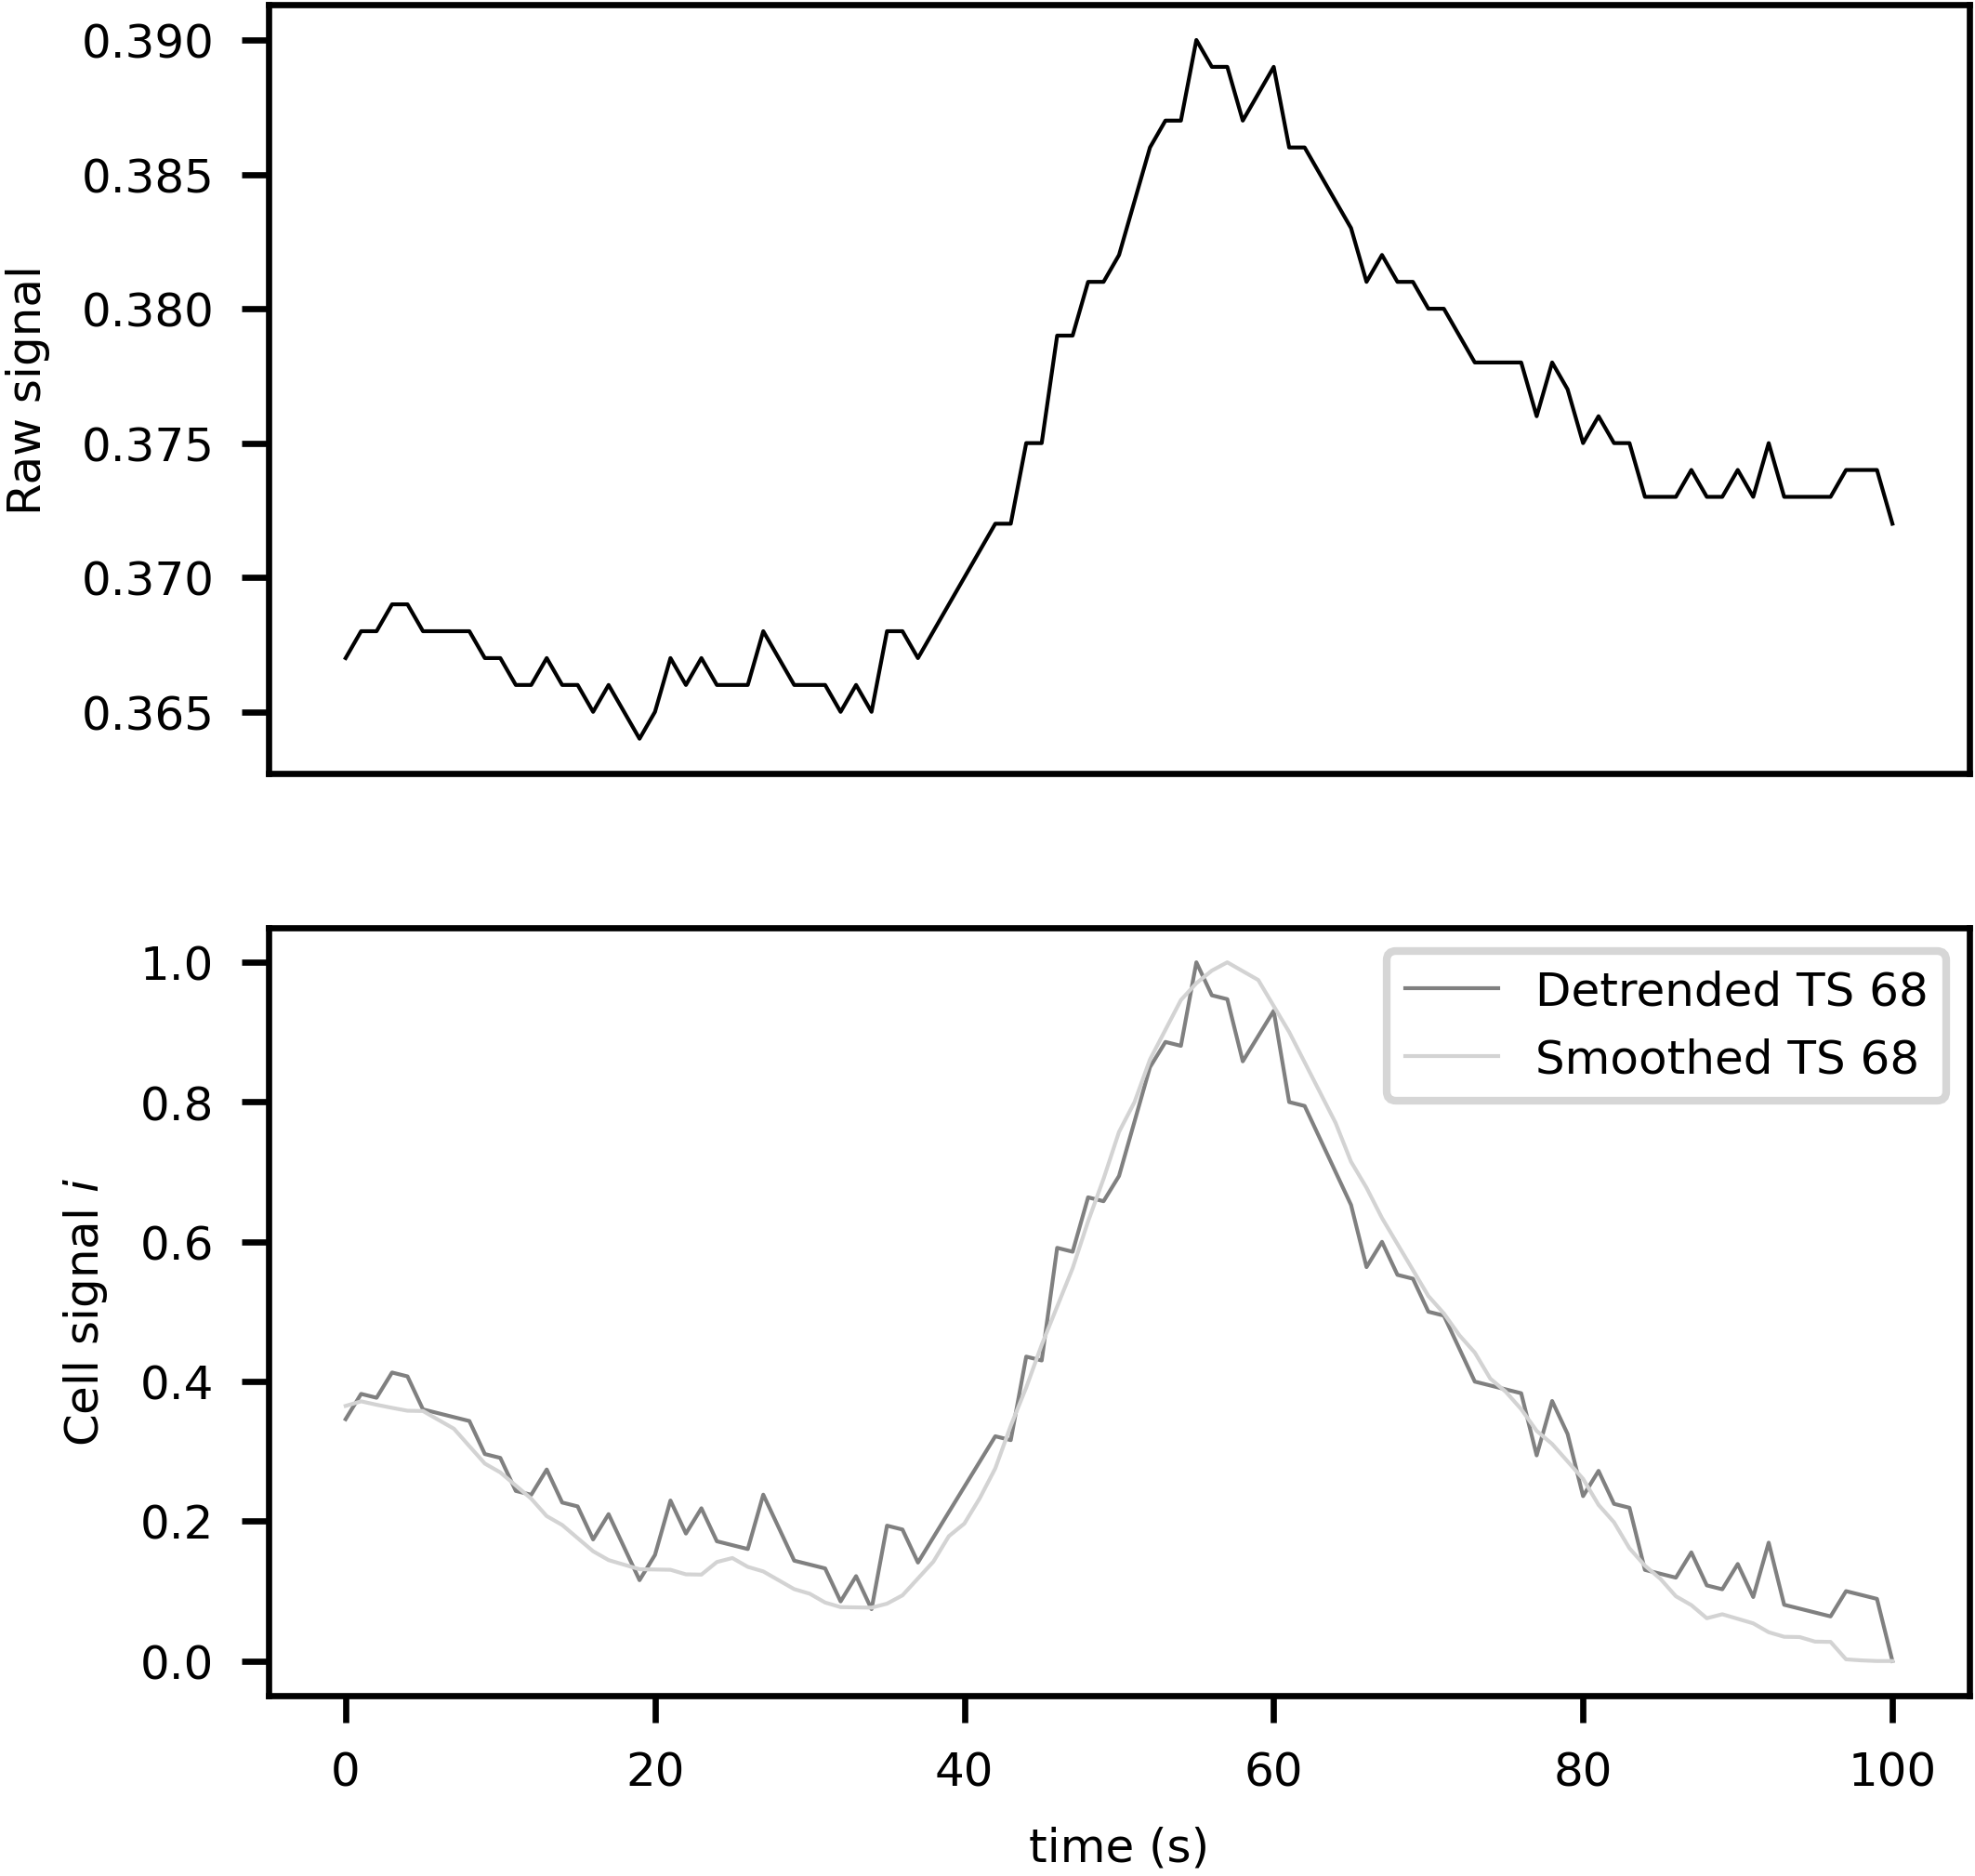 0.390
0.385
0.380
0.375
0.370
0.365
Raw signal
1.0
0.8
0.6
0.4
0.2
0.0
Cell signal i
Detrended TS 68
Smoothed TS 68
0 20 40 60 80 100
time (s)